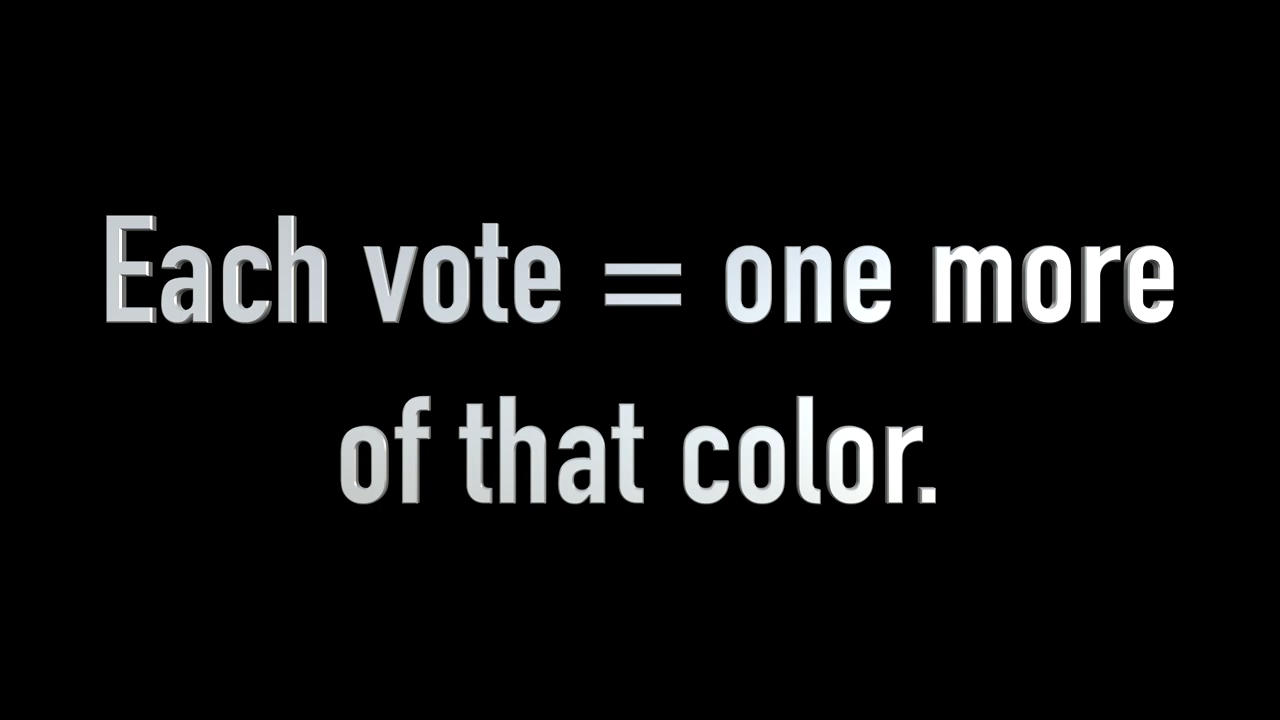 Each vote = one more
of that color.